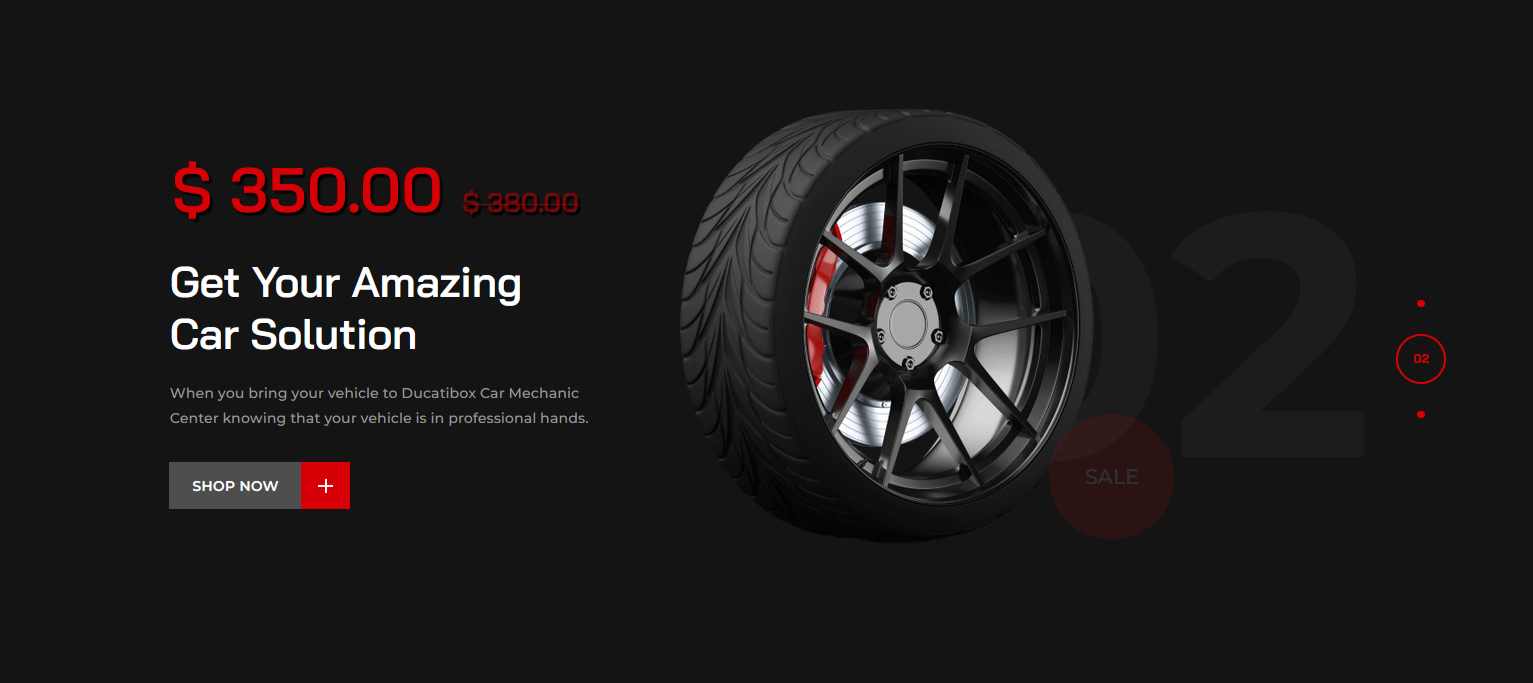 $ 350.00 $ 380.00
Get Your Amazing
Car Solution
When you bring your vehicle to Ducatibox Car Mechanic
Center knowing that your vehicle is in professional hands.
SHOP NOW +
02
SALE
02